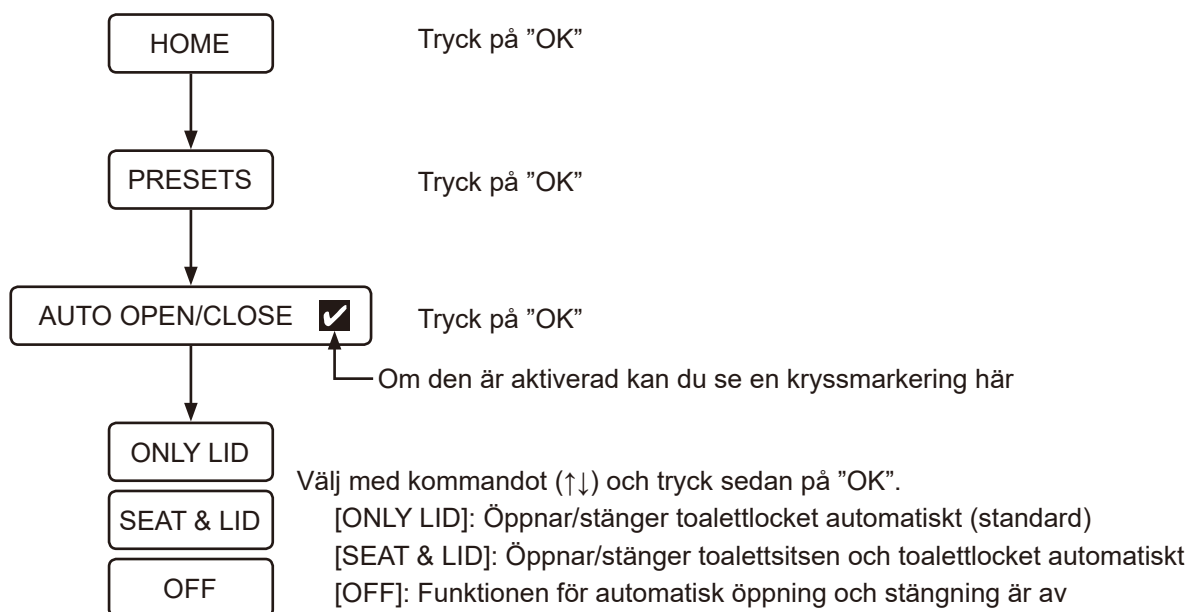 HOME
Tryck på ”OK”
PRESETS
Tryck på ”OK”
AUTO OPEN/CLOSE ✔
Tryck på ”OK”
Om den är aktiverad kan du se en kryssmarkering här
ONLY LID
SEAT & LID
OFF
Välj med kommandot (↑↓) och tryck sedan på ”OK”.
[ONLY LID]: Öppnar/stänger toalettlocket automatiskt (standard)
[SEAT & LID]: Öppnar/stänger toalettsitsen och toalettlocket automatiskt
[OFF]: Funktionen för automatisk öppning och stängning är av